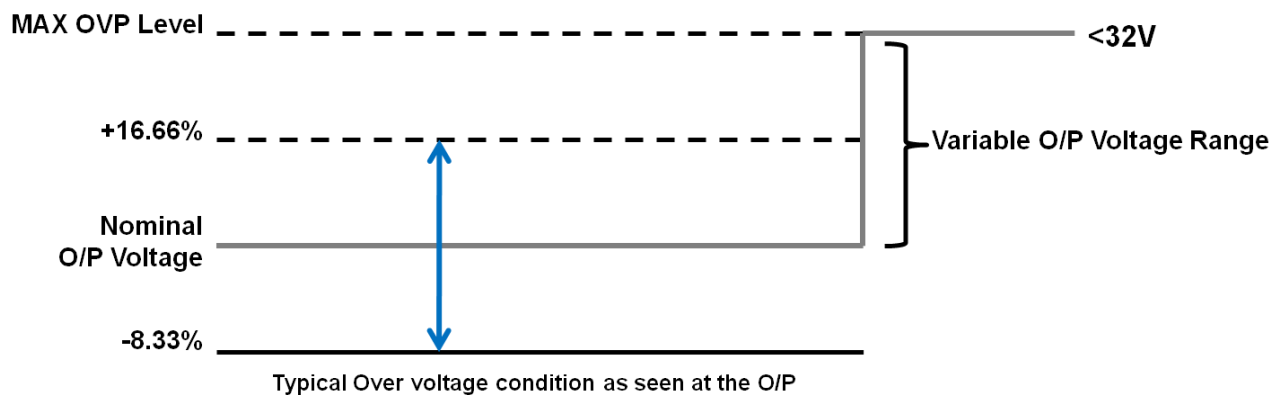 MAX OVP Level
<32V
+16.66%
Variable O/P Voltage Range
Nominal
O/P Voltage
-8.33%
Typical Over voltage condition as seen at the O/P